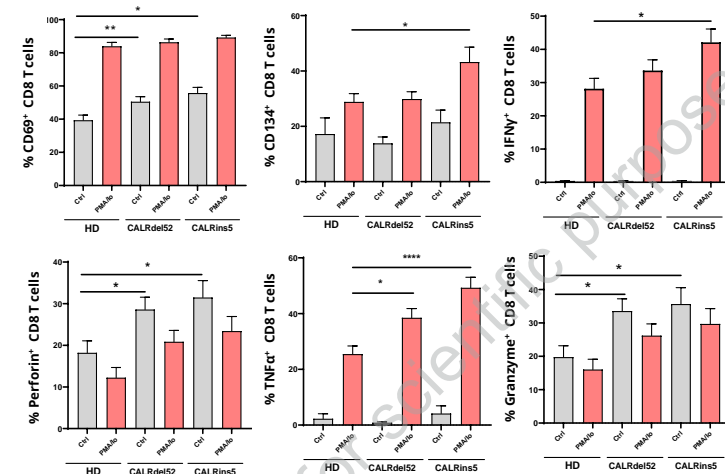 % CD69⁺ CD8 T cells
100
80
60
40
20
0
*
**
Ctrl
PMA/Io
Ctrl
PMA/Io
Ctrl
PMA/Io
HD
CALRdel52
CALRins5
% CD134⁺ CD8 T cells
60
40
20
0
*
Ctrl
PMA/Io
Ctrl
PMA/Io
Ctrl
PMA/Io
HD
CALRdel52
CALRins5
% IFNγ⁺ CD8 T cells
50
40
30
20
10
0
*
Ctrl
PMA/Io
Ctrl
PMA/Io
Ctrl
PMA/Io
HD
CALRdel52
CALRins5
% Perforin⁺ CD8 T cells
40
30
20
10
0
*
*
Ctrl
PMA/Io
Ctrl
PMA/Io
Ctrl
PMA/Io
HD
CALRdel52
CALRins5
% TNFα⁺ CD8 T cells
60
40
20
0
****
*
Ctrl
PMA/Io
Ctrl
PMA/Io
Ctrl
PMA/Io
HD
CALRdel52
CALRins5
% Granzyme⁺ CD8 T cells
50
40
30
20
10
0
*
*
Ctrl
PMA/Io
Ctrl
PMA/Io
Ctrl
PMA/Io
HD
CALRdel52
CALRins5
for scientific purpose